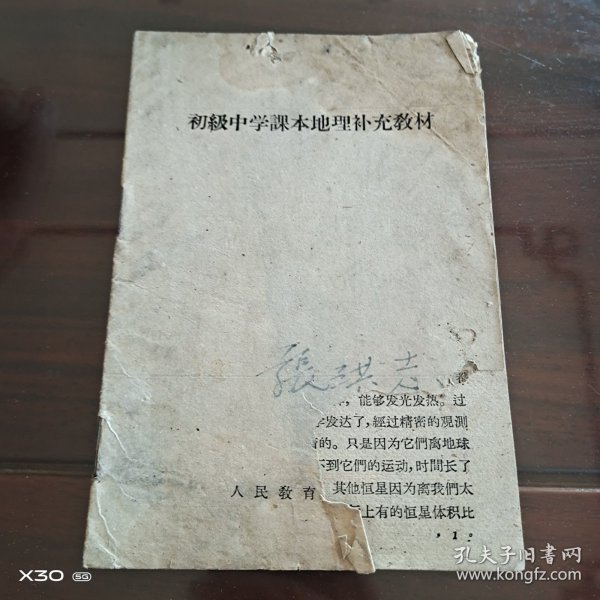 初級中学課本地理补充教材
張琪志
能够发光发热。过
发达了，經过精密的观測
的。只是因为它們离地球
不到它們的运动，时間长了
人民教育 其他恒星因为离我們太
上有的恒星体积比
·1。
X30 5G
孔夫子旧书网
kongfz.com